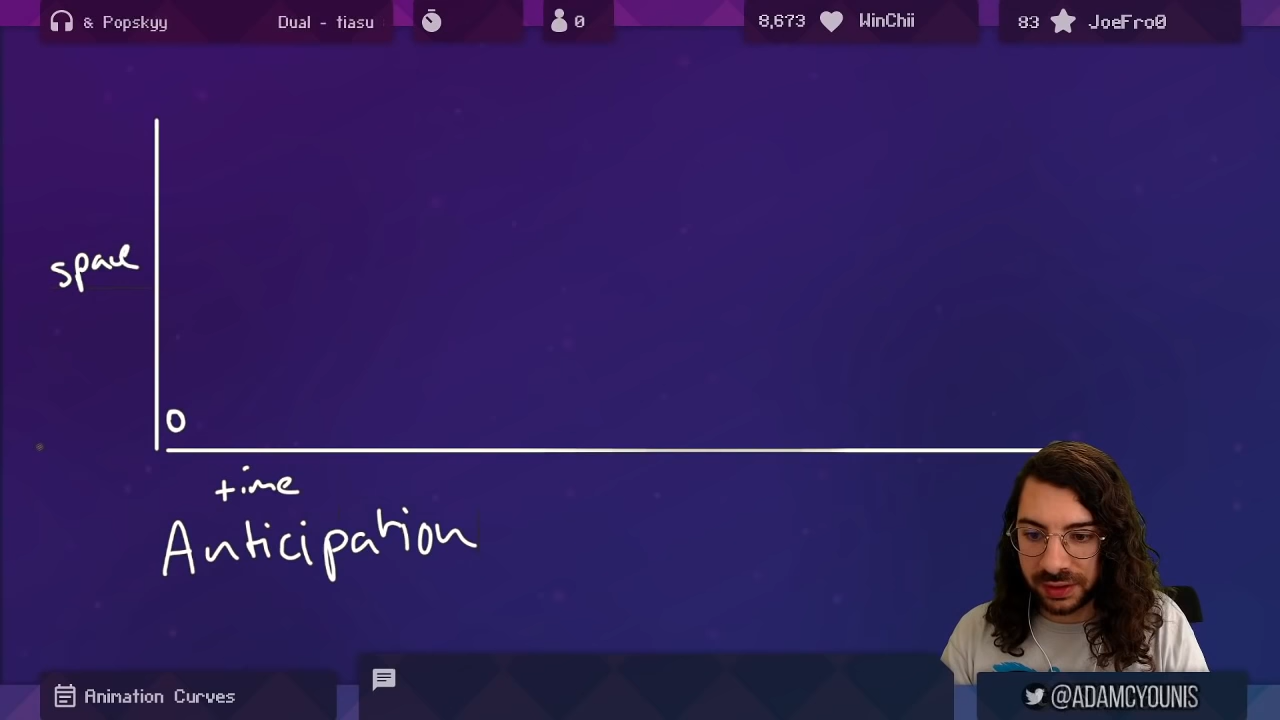 & Popskyy Dual - tiasu 0 8,673 WinChii 83 JoeFro0
space
0
time
Anticipation
Animation Curves
@ADAMCYOUNIS